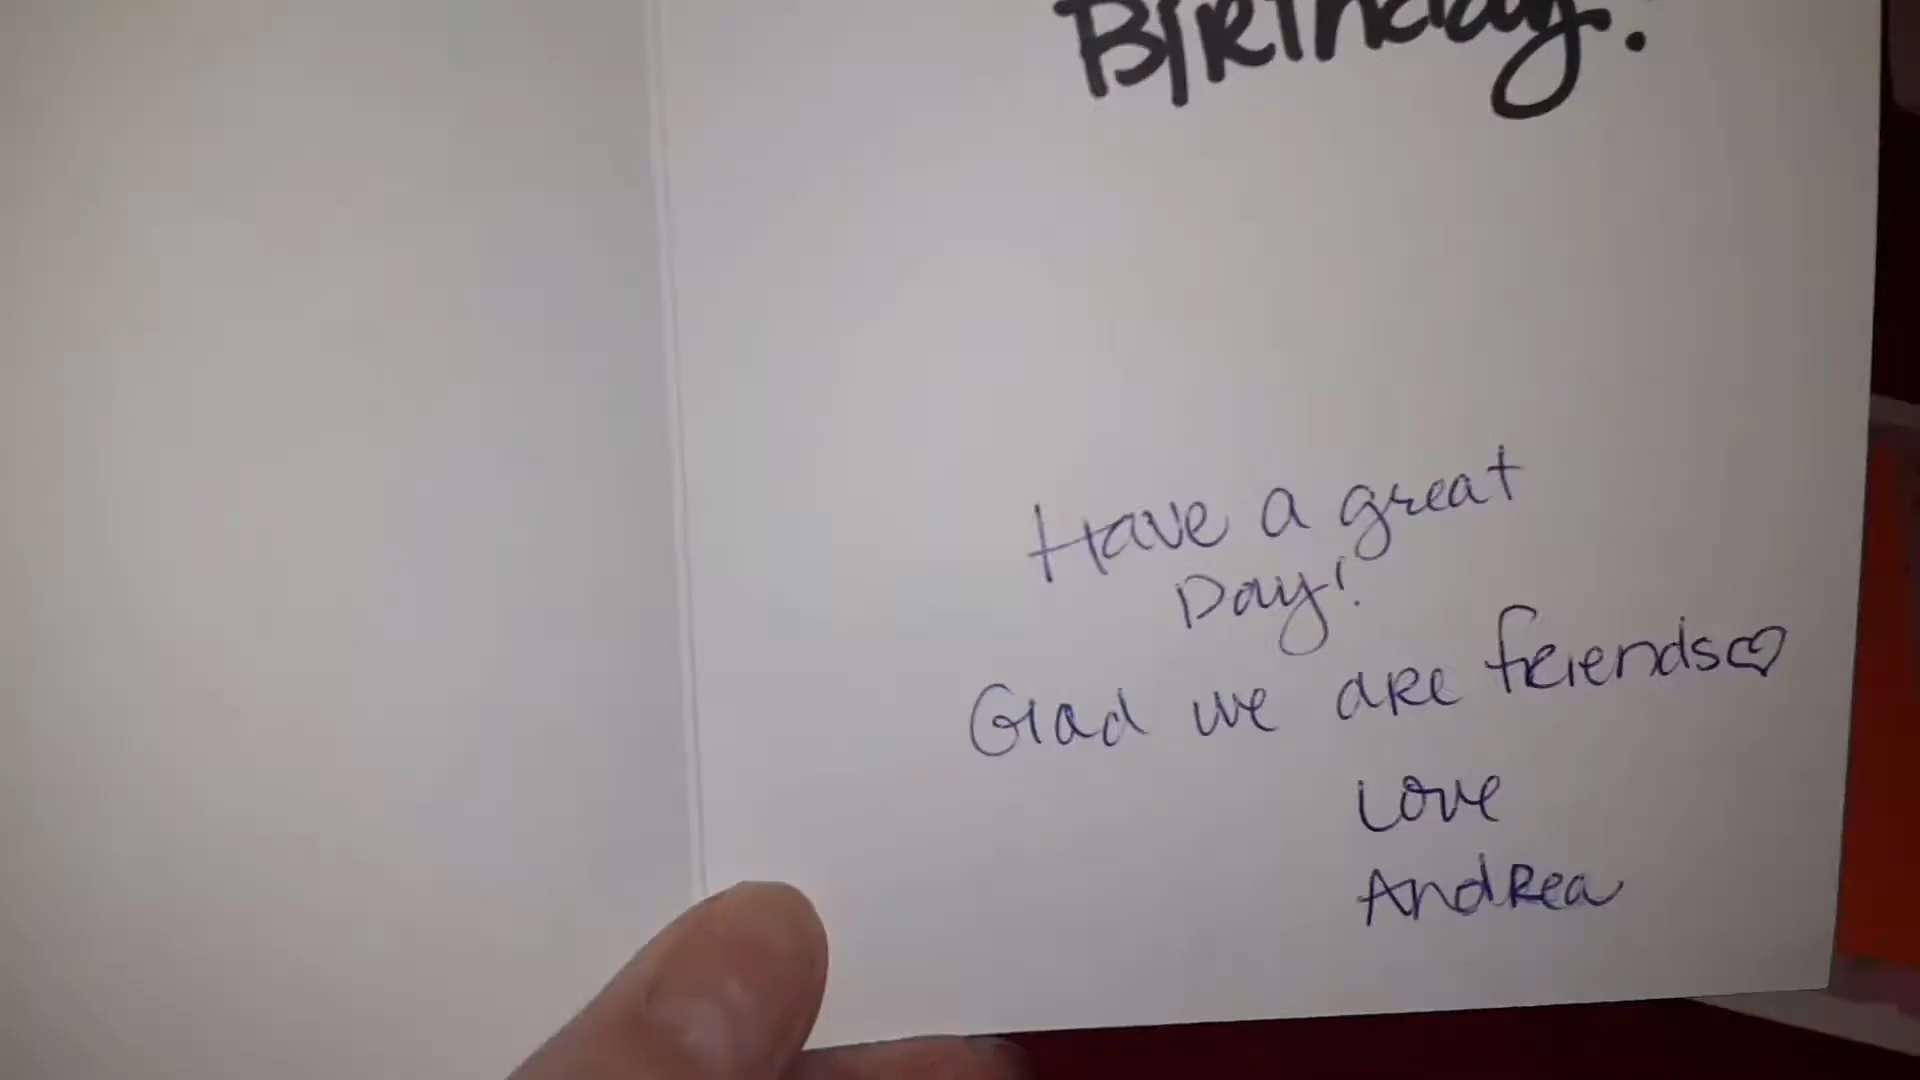 Birthday!
Have a great
Day!
Glad we are friends♡
Love
Andrea